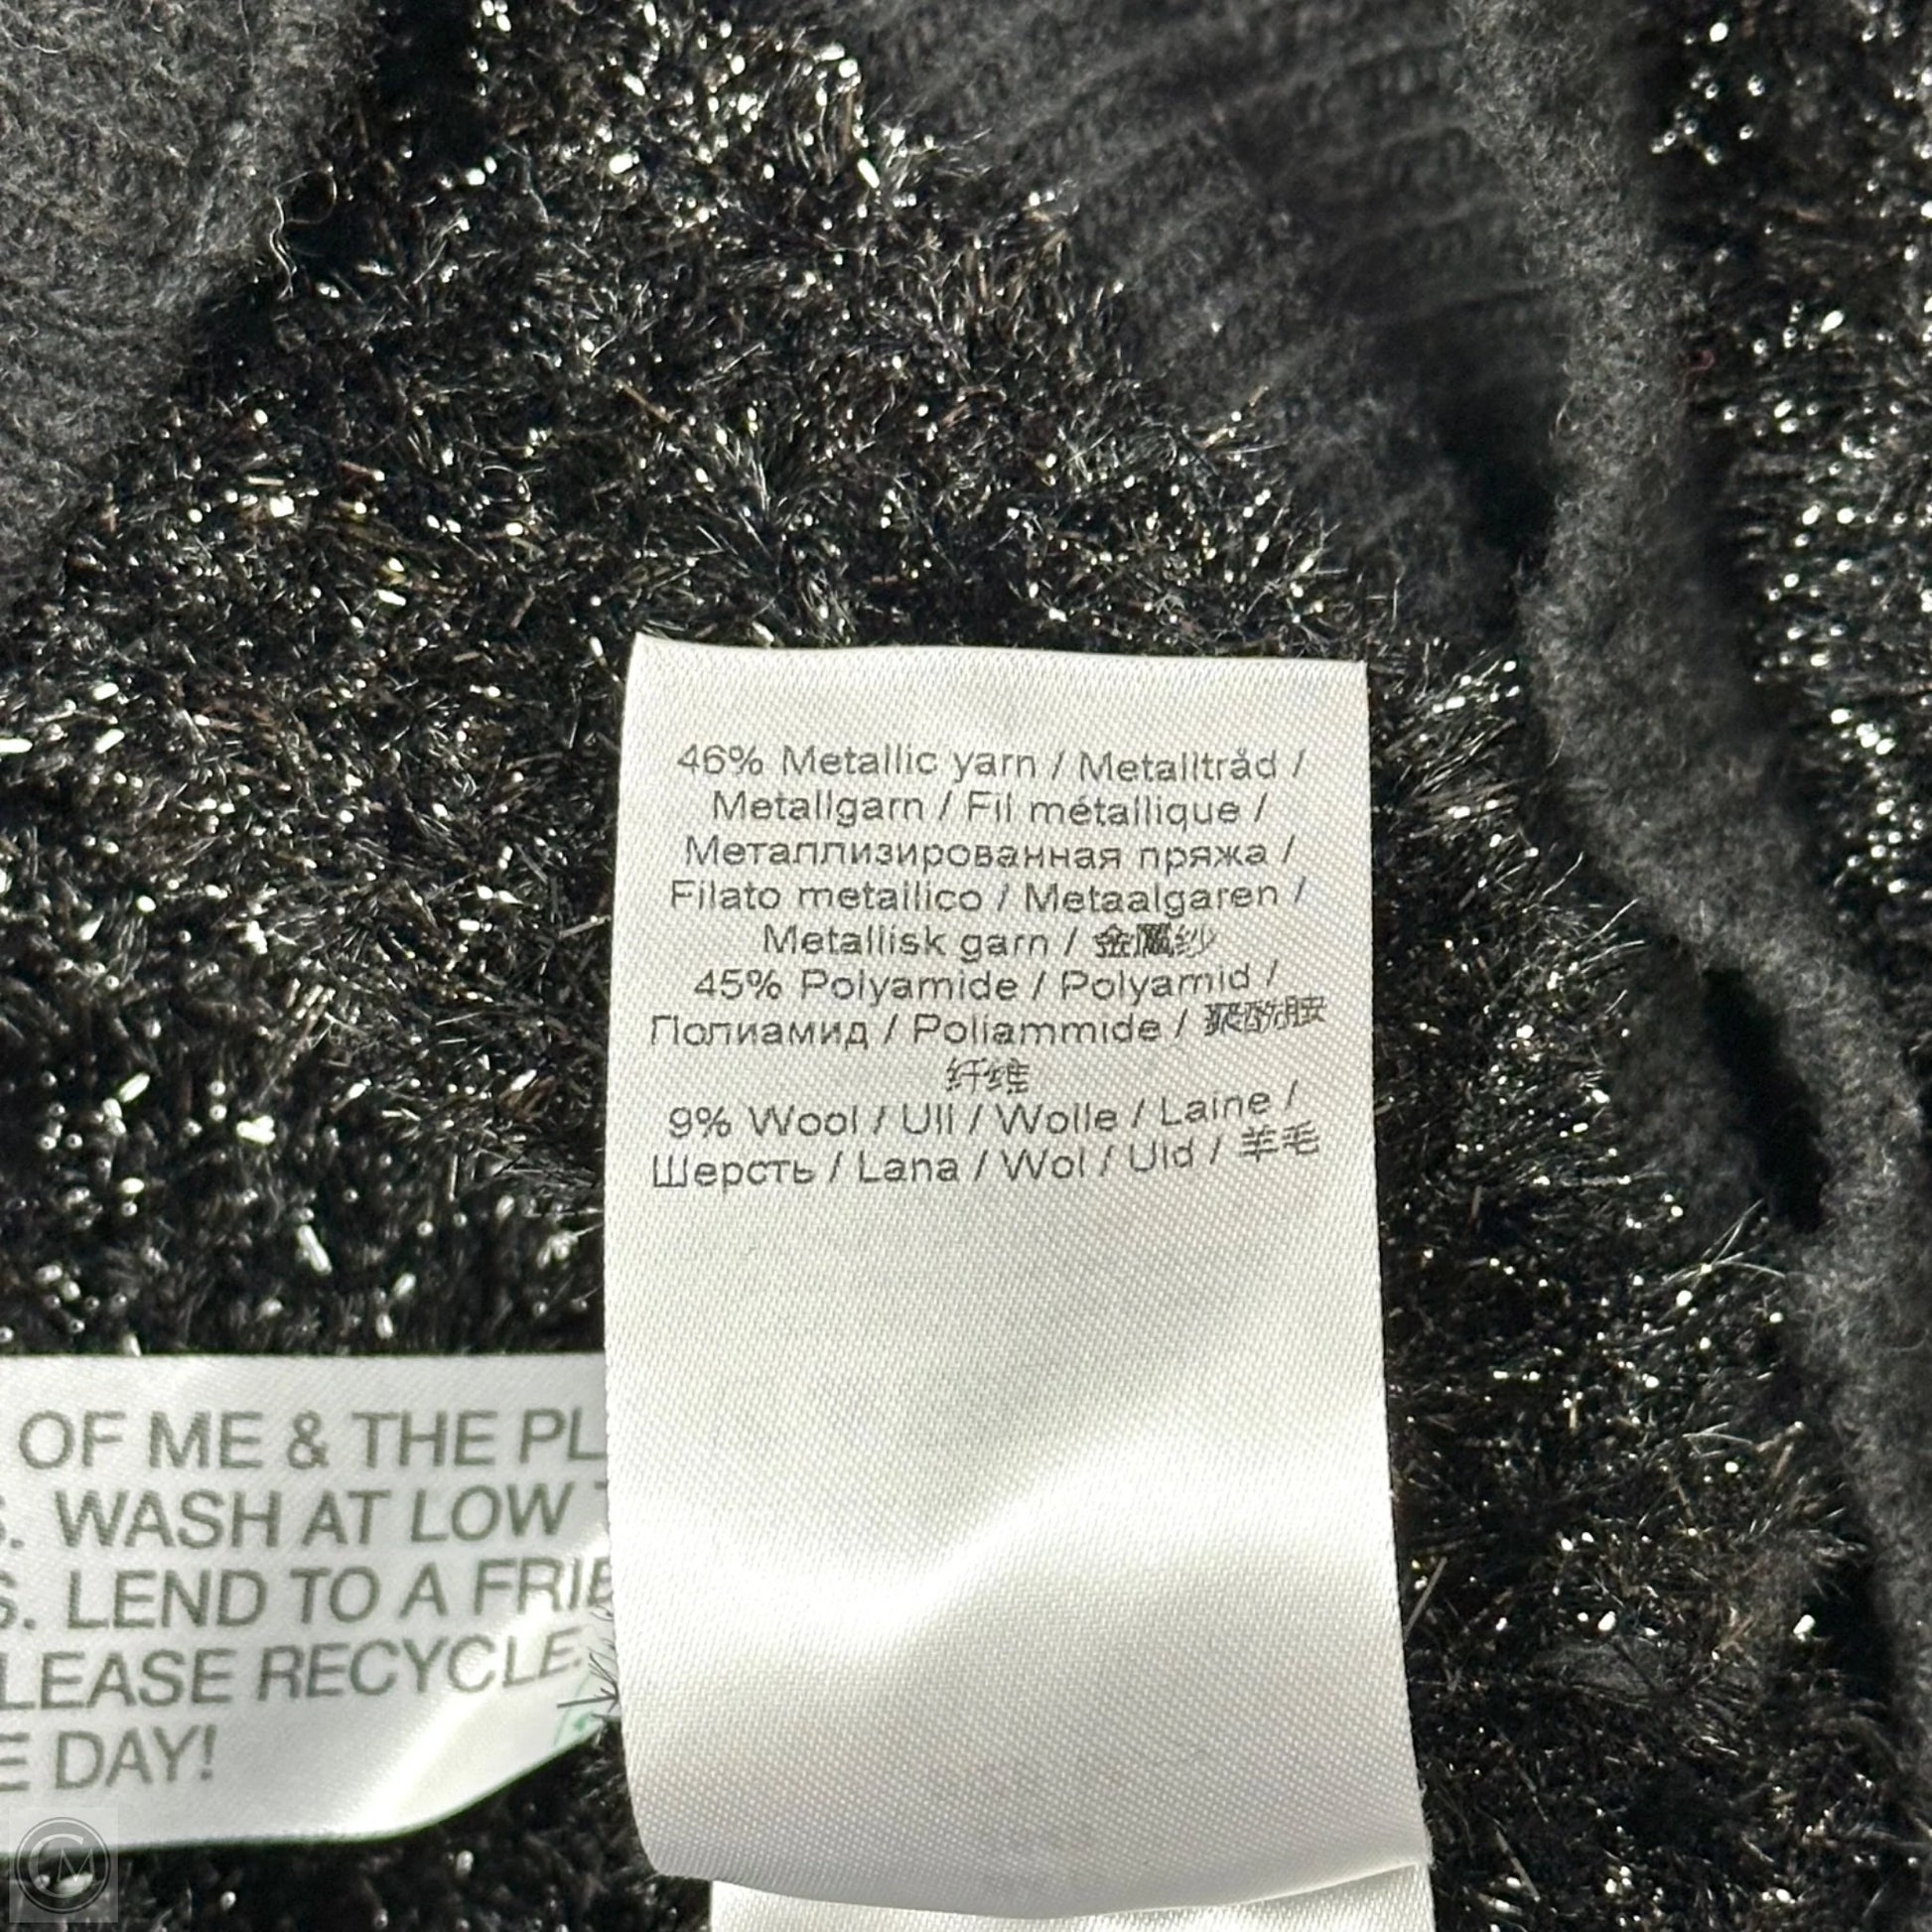 46% Metallic yarn / Metalltråd /
Metallgarn / Fil métallique /
Металлизированная пряжа /
Filato metallico / Metaalgaren /
Metallisk garn / 金属纱
45% Polyamide / Polyamid /
Полиамид / Poliammide / 聚酰胺
纤维
9% Wool / Ull / Wolle / Laine /
Шерсть / Lana / Wol / Uld / 羊毛
OF ME & THE PL
S. WASH AT LOW
S. LEND TO A FRIE
LEASE RECYCLE.
E DAY!